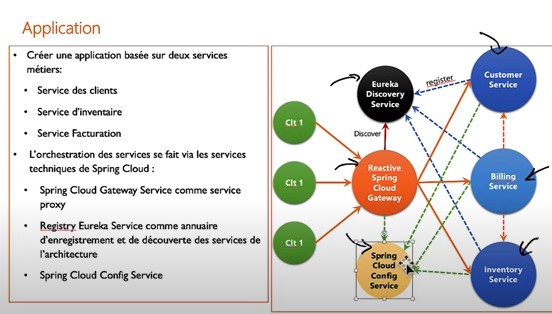 Application
Créer une application basée sur deux services
métiers:
Service des clients
Service d'inventaire
Service Facturation
L'orchestration des services se fait via les services
techniques de Spring Cloud :
Spring Cloud Gateway Service comme service
proxy
Registry Eureka Service comme annuaire
d'enregistrement et de découverte des services de
l'architecture
Spring Cloud Config Service
Eureka
Discovery
Service
register
Customer
Service
Clt 1
Discover
Clt 1
Reactive
Spring
Cloud
Gateway
Billing
Service
Clt 1
Spring
Cloud
Config
Service
Inventory
Service